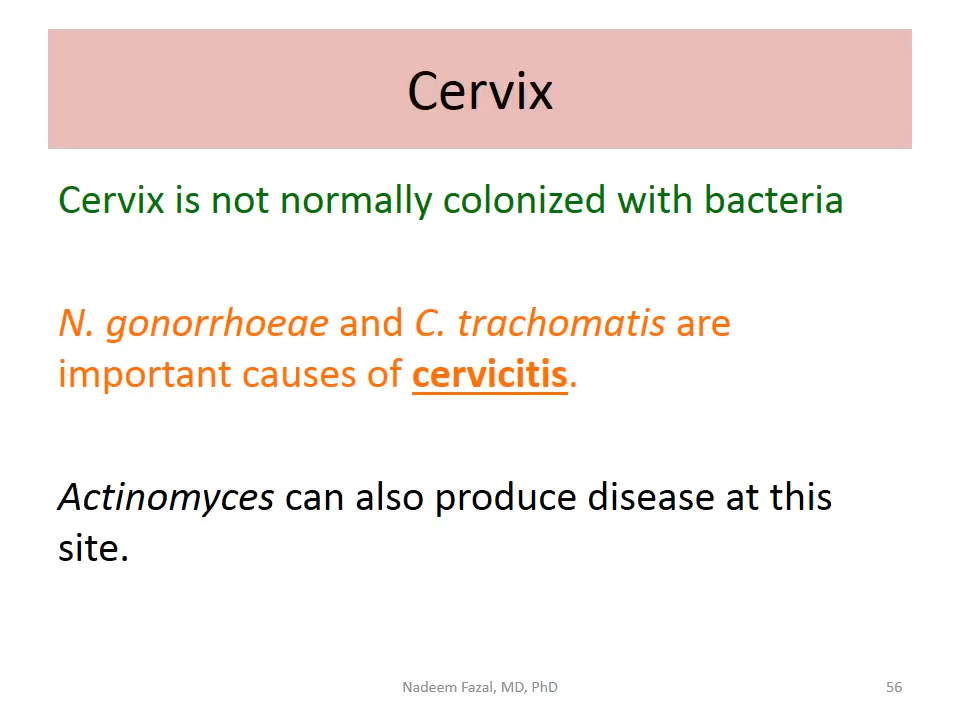 Cervix
Cervix is not normally colonized with bacteria
N. gonorrhoeae and C. trachomatis are
important causes of cervicitis.
Actinomyces can also produce disease at this
site.
Nadeem Fazal, MD, PhD
56